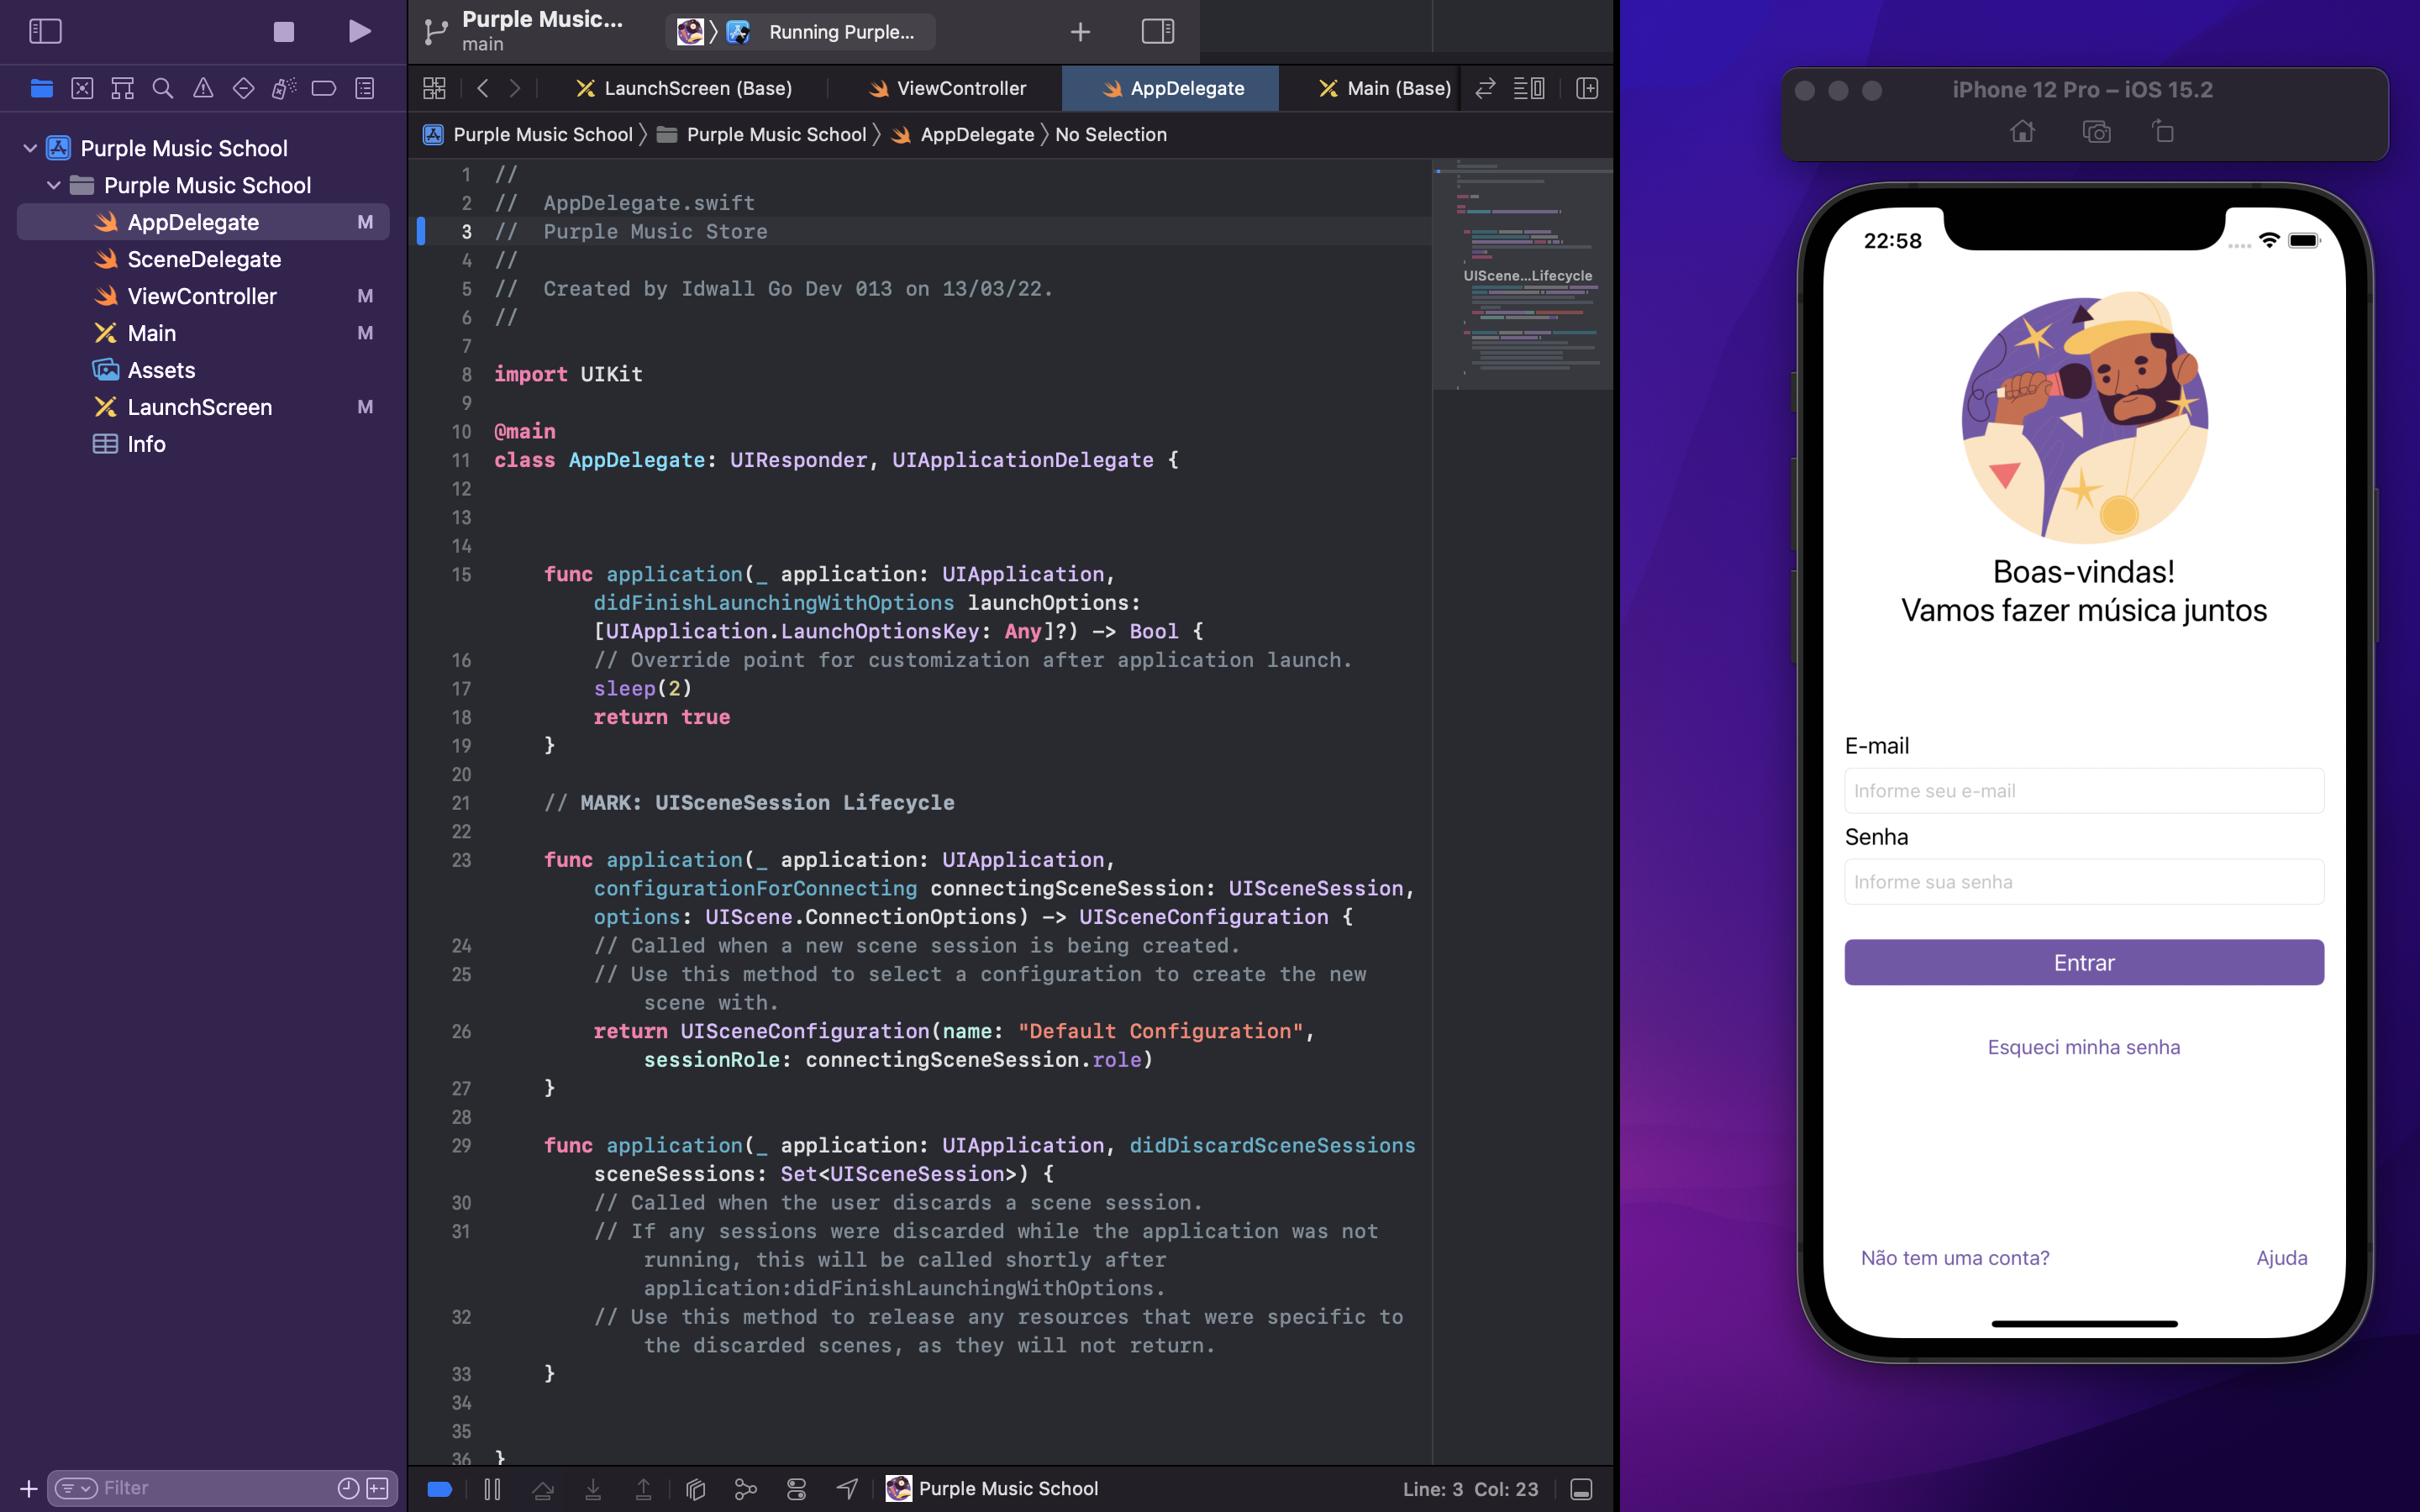 Purple Music...
main
Running Purple...
LaunchScreen (Base)
ViewController
AppDelegate
Main (Base)
Purple Music School
Purple Music School
AppDelegate
No Selection
Purple Music School
Purple Music School
AppDelegate M
SceneDelegate
ViewController M
Main M
Assets
LaunchScreen M
Info
Filter
1 //
2 //  AppDelegate.swift
3 //  Purple Music Store
4 //
5 //  Created by Idwall Go Dev 013 on 13/03/22.
6 //
7
8 import UIKit
9
10 @main
11 class AppDelegate: UIResponder, UIApplicationDelegate {
12
13
14
15 func application(_ application: UIApplication,
didFinishLaunchingWithOptions launchOptions:
[UIApplication.LaunchOptionsKey: Any]?) -> Bool {
16 // Override point for customization after application launch.
17 sleep(2)
18 return true
19 }
20
21 // MARK: UISceneSession Lifecycle
22
23 func application(_ application: UIApplication,
configurationForConnecting connectingSceneSession: UISceneSession,
options: UIScene.ConnectionOptions) -> UISceneConfiguration {
24 // Called when a new scene session is being created.
25 // Use this method to select a configuration to create the new
scene with.
26 return UISceneConfiguration(name: "Default Configuration",
sessionRole: connectingSceneSession.role)
27 }
28
29 func application(_ application: UIApplication, didDiscardSceneSessions
sceneSessions: Set<UISceneSession>) {
30 // Called when the user discards a scene session.
31 // If any sessions were discarded while the application was not
running, this will be called shortly after
application:didFinishLaunchingWithOptions.
32 // Use this method to release any resources that were specific to
the discarded scenes, as they will not return.
33 }
34
35
36 }
UIScene...Lifecycle
Purple Music School
Line: 3 Col: 23
iPhone 12 Pro – iOS 15.2
22:58
Boas-vindas!
Vamos fazer música juntos
E-mail
Informe seu e-mail
Senha
Informe sua senha
Entrar
Esqueci minha senha
Não tem uma conta?
Ajuda